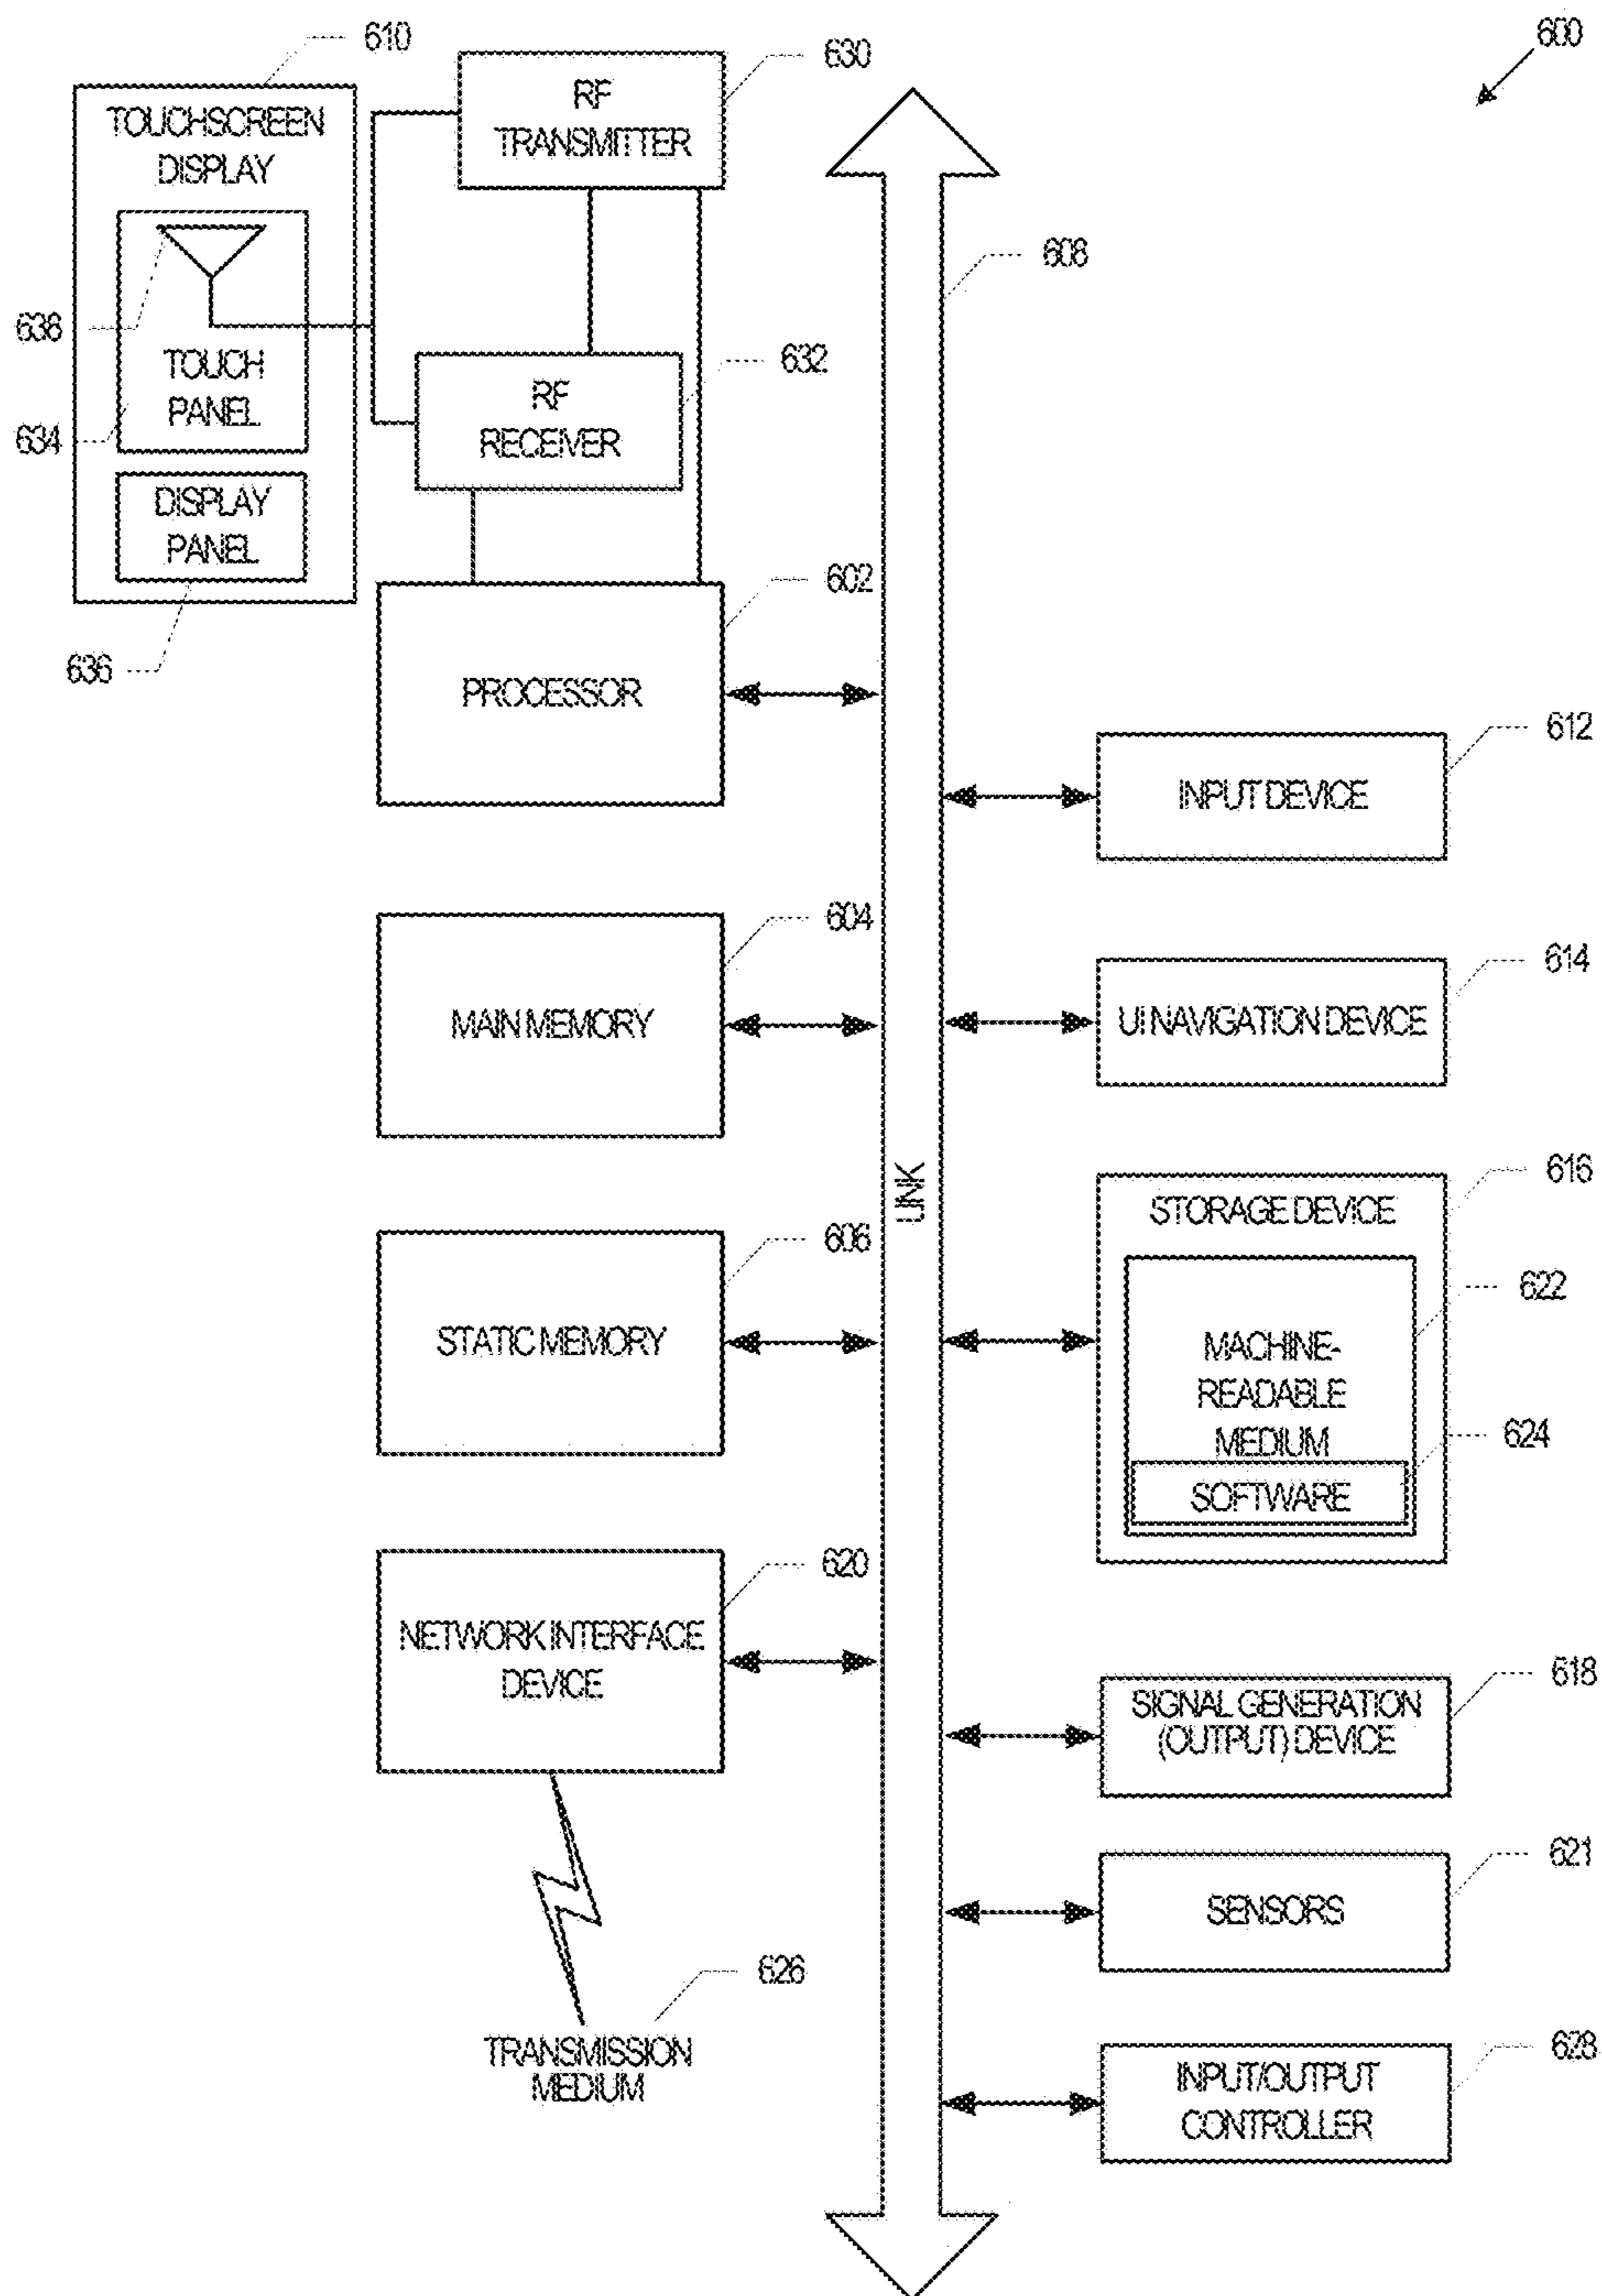 610
630
600
TOUCHSCREEN
DISPLAY
RF
TRANSMITTER
608
638
TOUCH
PANEL
634
632
RF
RECEIVER
DISPLAY
PANEL
636
602
PROCESSOR
612
INPUT DEVICE
604
MAIN MEMORY
614
UI NAVIGATION DEVICE
LINK
616
STORAGE DEVICE
606
STATIC MEMORY
622
MACHINE-
READABLE
MEDIUM
624
SOFTWARE
620
NETWORK INTERFACE
DEVICE
618
SIGNAL GENERATION
(OUTPUT) DEVICE
621
SENSORS
626
TRANSMISSION
MEDIUM
628
INPUT/OUTPUT
CONTROLLER